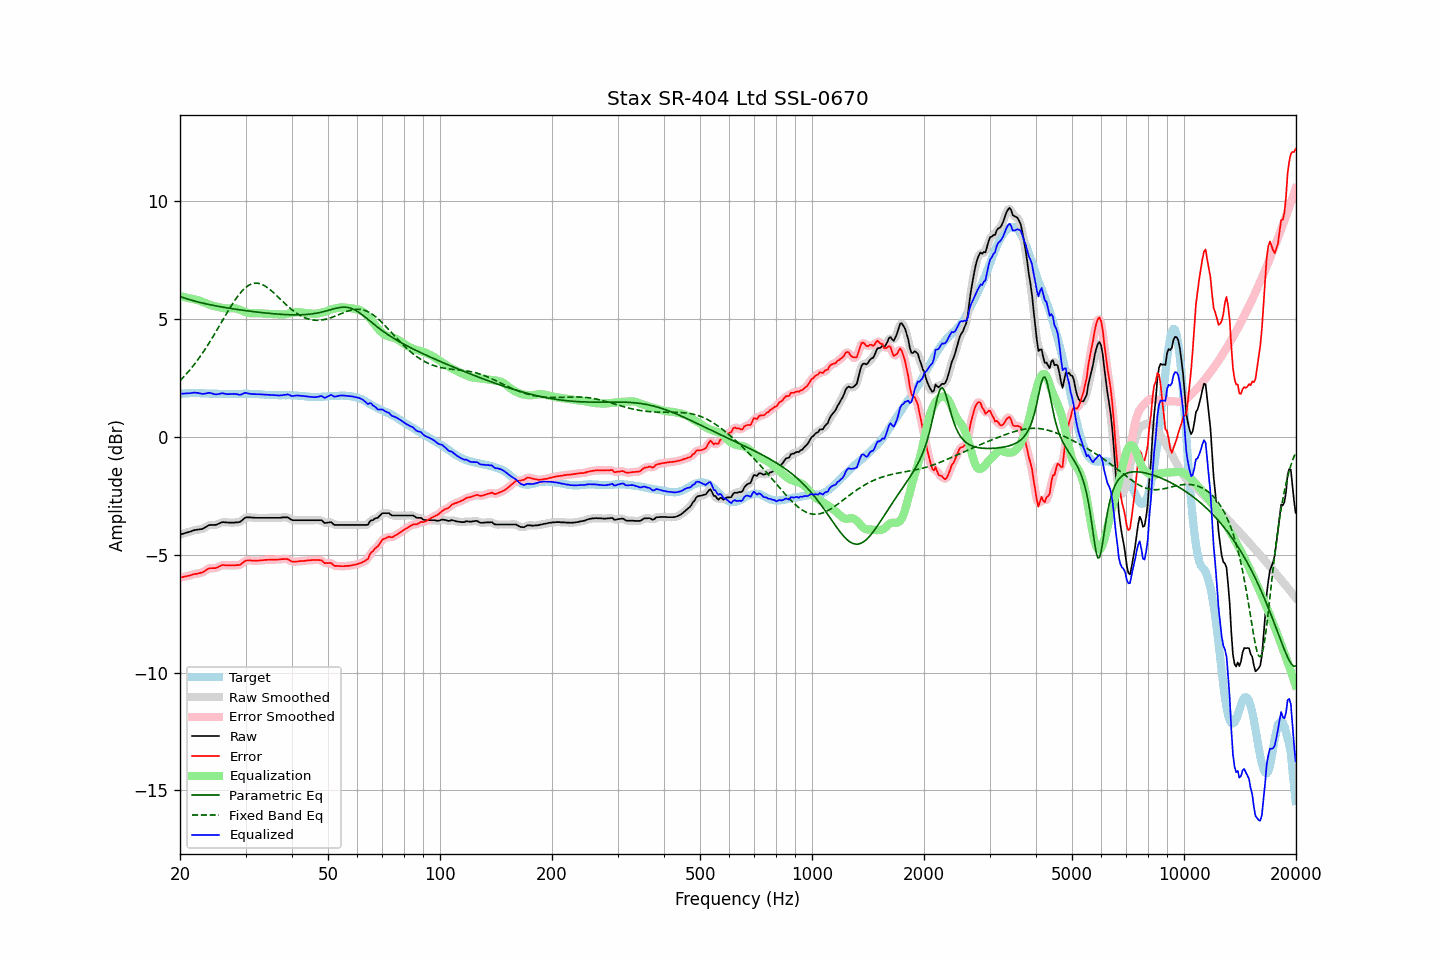 Stax SR-404 Ltd SSL-0670
Amplitude (dBr)
10
5
0
−5
−10
−15
Target
Raw Smoothed
Error Smoothed
Raw
Error
Equalization
Parametric Eq
Fixed Band Eq
Equalized
20 50 100 200 500 1000 2000 5000 10000 20000
Frequency (Hz)